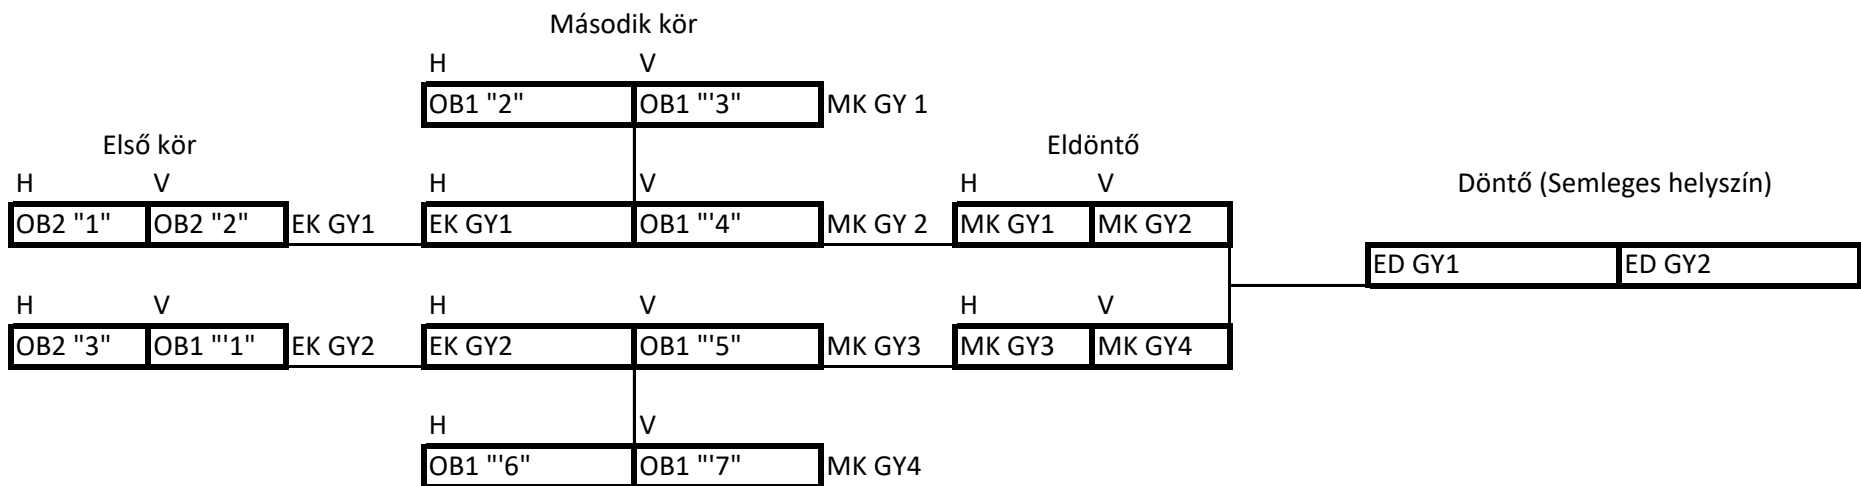 Második kör
H V
OB1 "2" OB1 "'3" MK GY 1
Első kör Eldöntő
H V H V H V Döntő (Semleges helyszín)
OB2 "1" OB2 "2" EK GY1 EK GY1 OB1 "'4" MK GY 2 MK GY1 MK GY2
ED GY1 ED GY2
H V H V H V
OB2 "3" OB1 "'1" EK GY2 EK GY2 OB1 "'5" MK GY3 MK GY3 MK GY4
H V
OB1 "'6" OB1 "'7" MK GY4